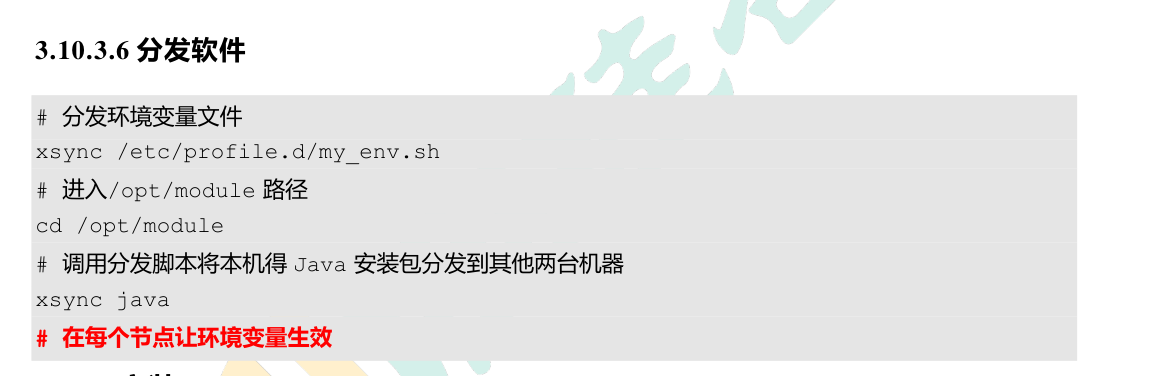 3.10.3.6 分发软件
# 分发环境变量文件
xsync /etc/profile.d/my_env.sh
# 进入/opt/module 路径
cd /opt/module
# 调用分发脚本将本机得 Java 安装包分发到其他两台机器
xsync java
# 在每个节点让环境变量生效